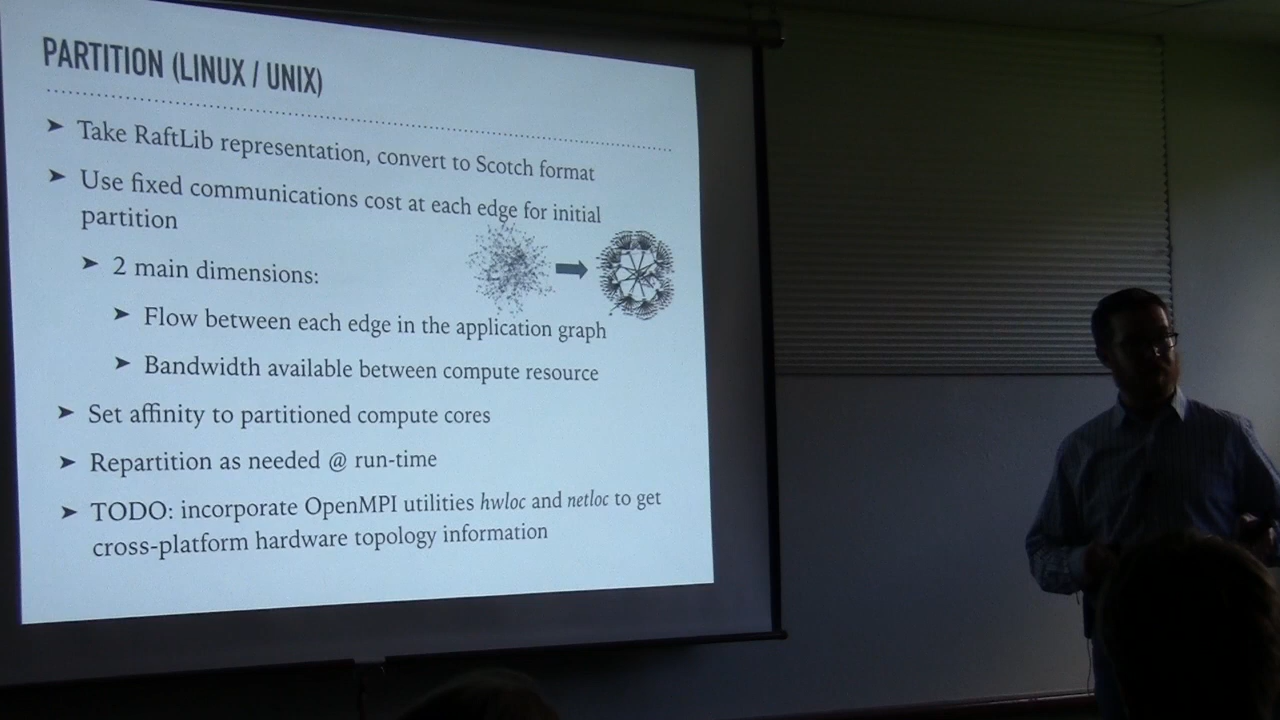 PARTITION (LINUX / UNIX)
➤ Take RaftLib representation, convert to Scotch format
➤ Use fixed communications cost at each edge for initial
partition
➤ 2 main dimensions:
➤ Flow between each edge in the application graph
➤ Bandwidth available between compute resource
➤ Set affinity to partitioned compute cores
➤ Repartition as needed @ run-time
➤ TODO: incorporate OpenMPI utilities hwloc and netloc to get
cross-platform hardware topology information